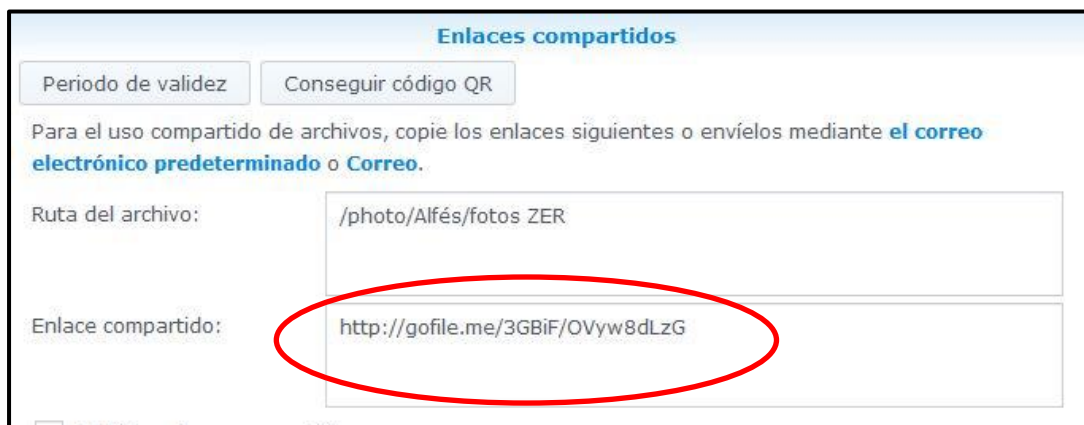 Enlaces compartidos
Periodo de validez
Conseguir código QR
Para el uso compartido de archivos, copie los enlaces siguientes o envíelos mediante el correo
electrónico predeterminado o Correo.
Ruta del archivo:
/photo/Alfés/fotos ZER
Enlace compartido:
http://gofile.me/3GBiF/OVyw8dLzG